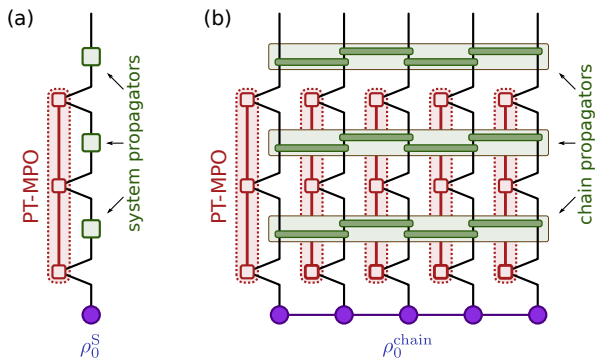 (a)
PT-MPO
system propagators
ρ₀ˢ
(b)
PT-MPO
chain propagators
ρ₀ᶜʰᵃⁱⁿ